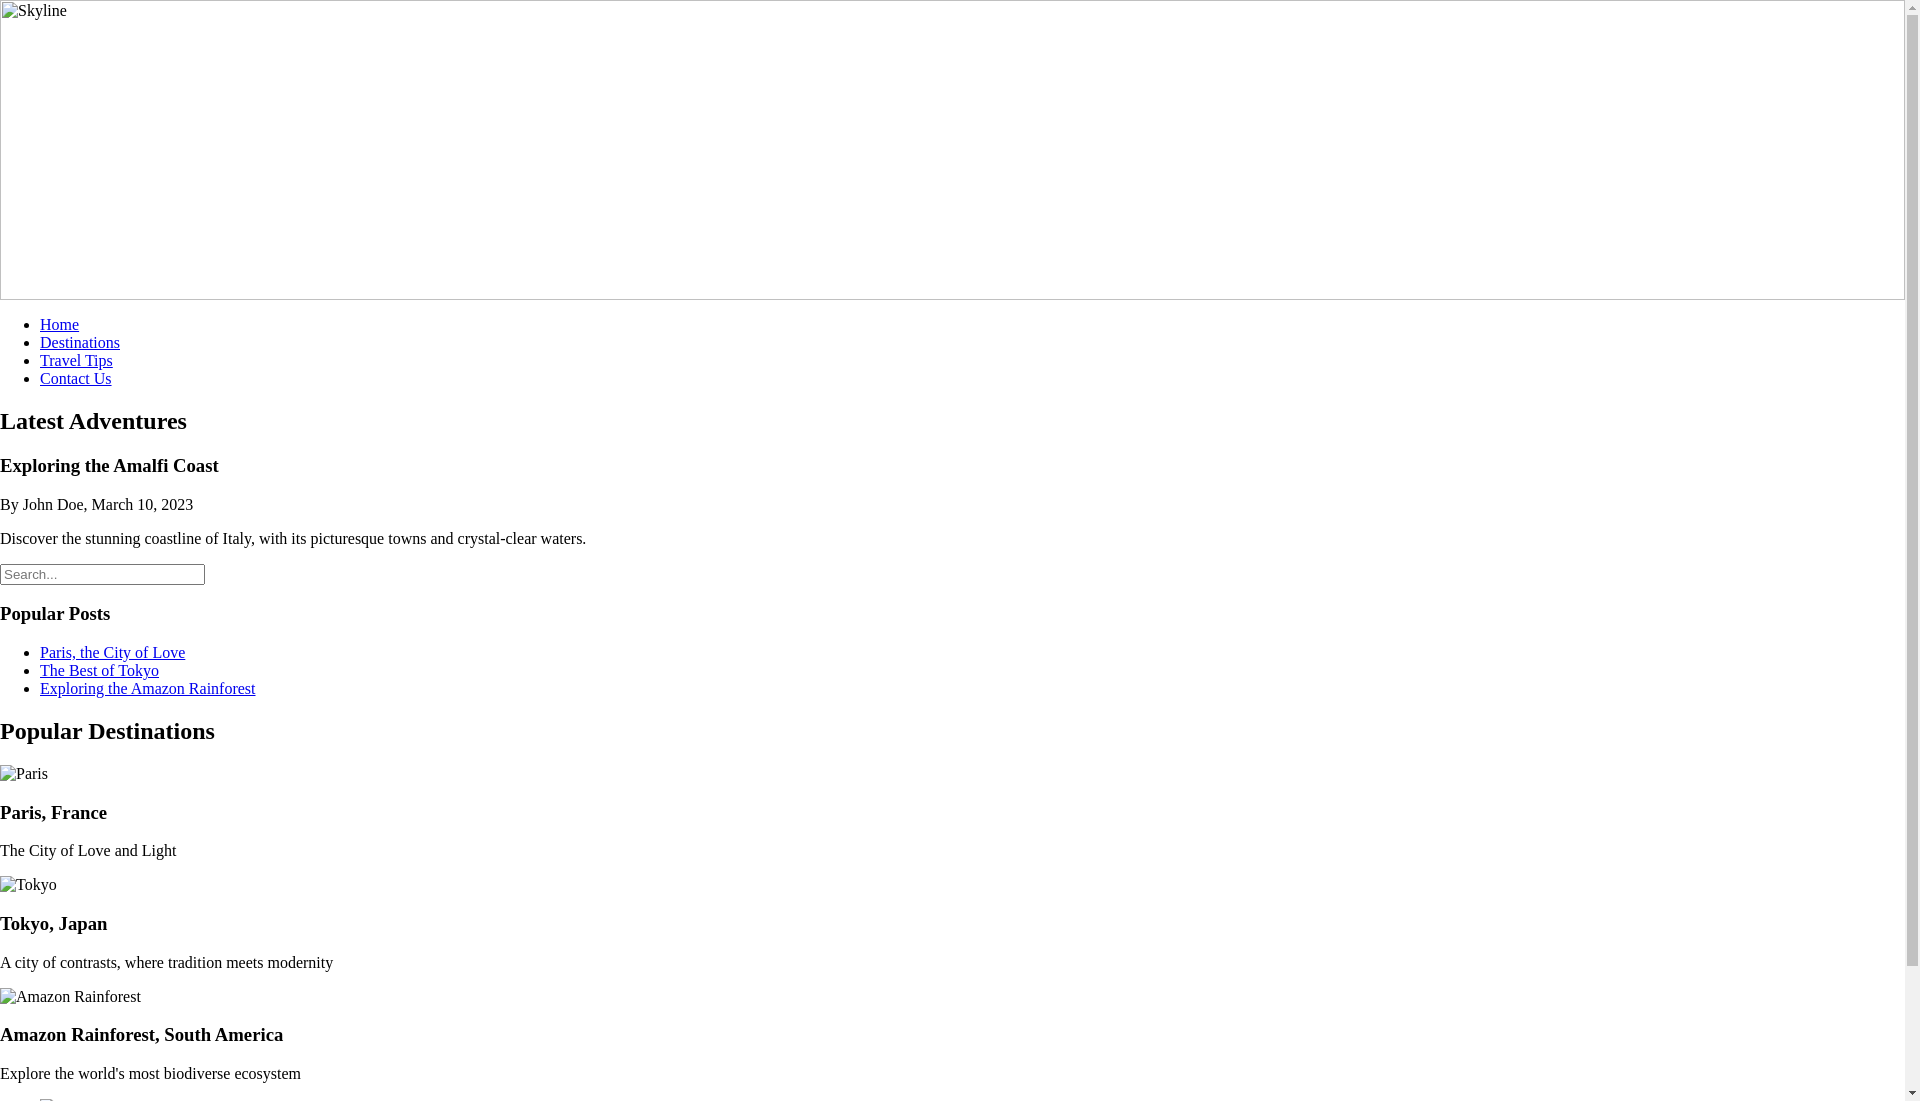 Skyline
Home
Destinations
Travel Tips
Contact Us
Latest Adventures
Exploring the Amalfi Coast
By John Doe, March 10, 2023
Discover the stunning coastline of Italy, with its picturesque towns and crystal-clear waters.
Search...
Popular Posts
Paris, the City of Love
The Best of Tokyo
Exploring the Amazon Rainforest
Popular Destinations
Paris
Paris, France
The City of Love and Light
Tokyo
Tokyo, Japan
A city of contrasts, where tradition meets modernity
Amazon Rainforest
Amazon Rainforest, South America
Explore the world's most biodiverse ecosystem